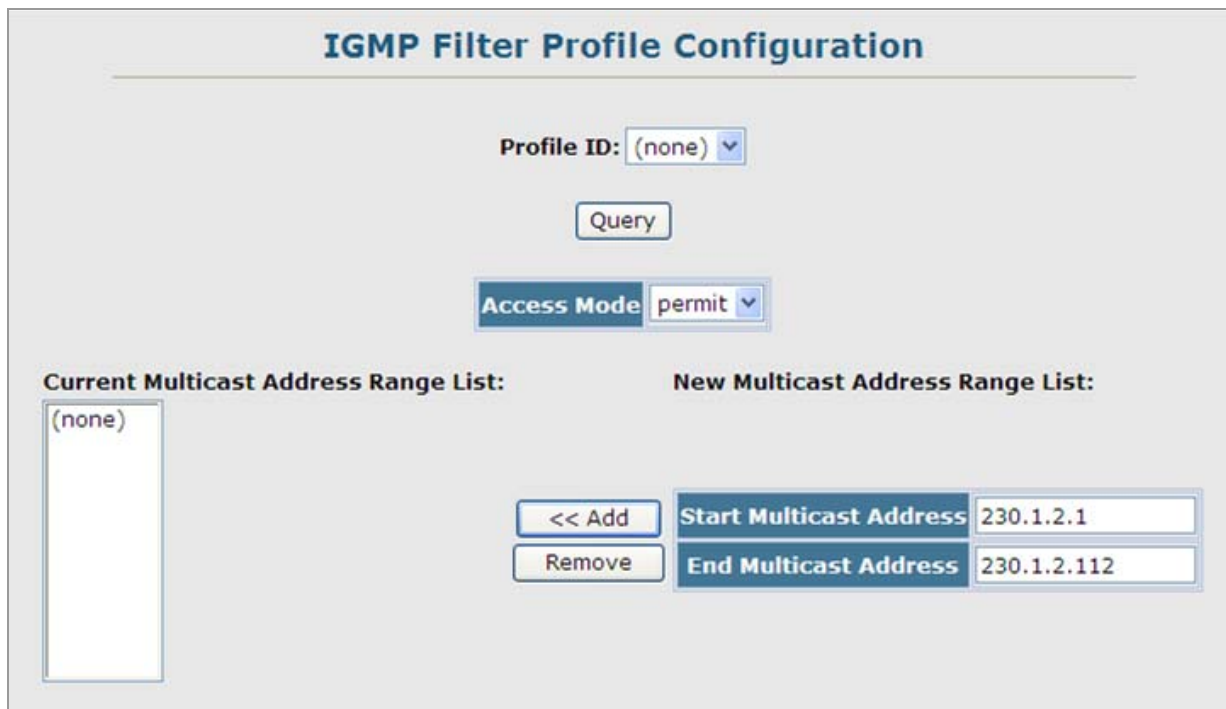 IGMP Filter Profile Configuration
Profile ID: (none)
Query
Access Mode permit
Current Multicast Address Range List:
(none)
New Multicast Address Range List:
<< Add
Remove
Start Multicast Address 230.1.2.1
End Multicast Address 230.1.2.112